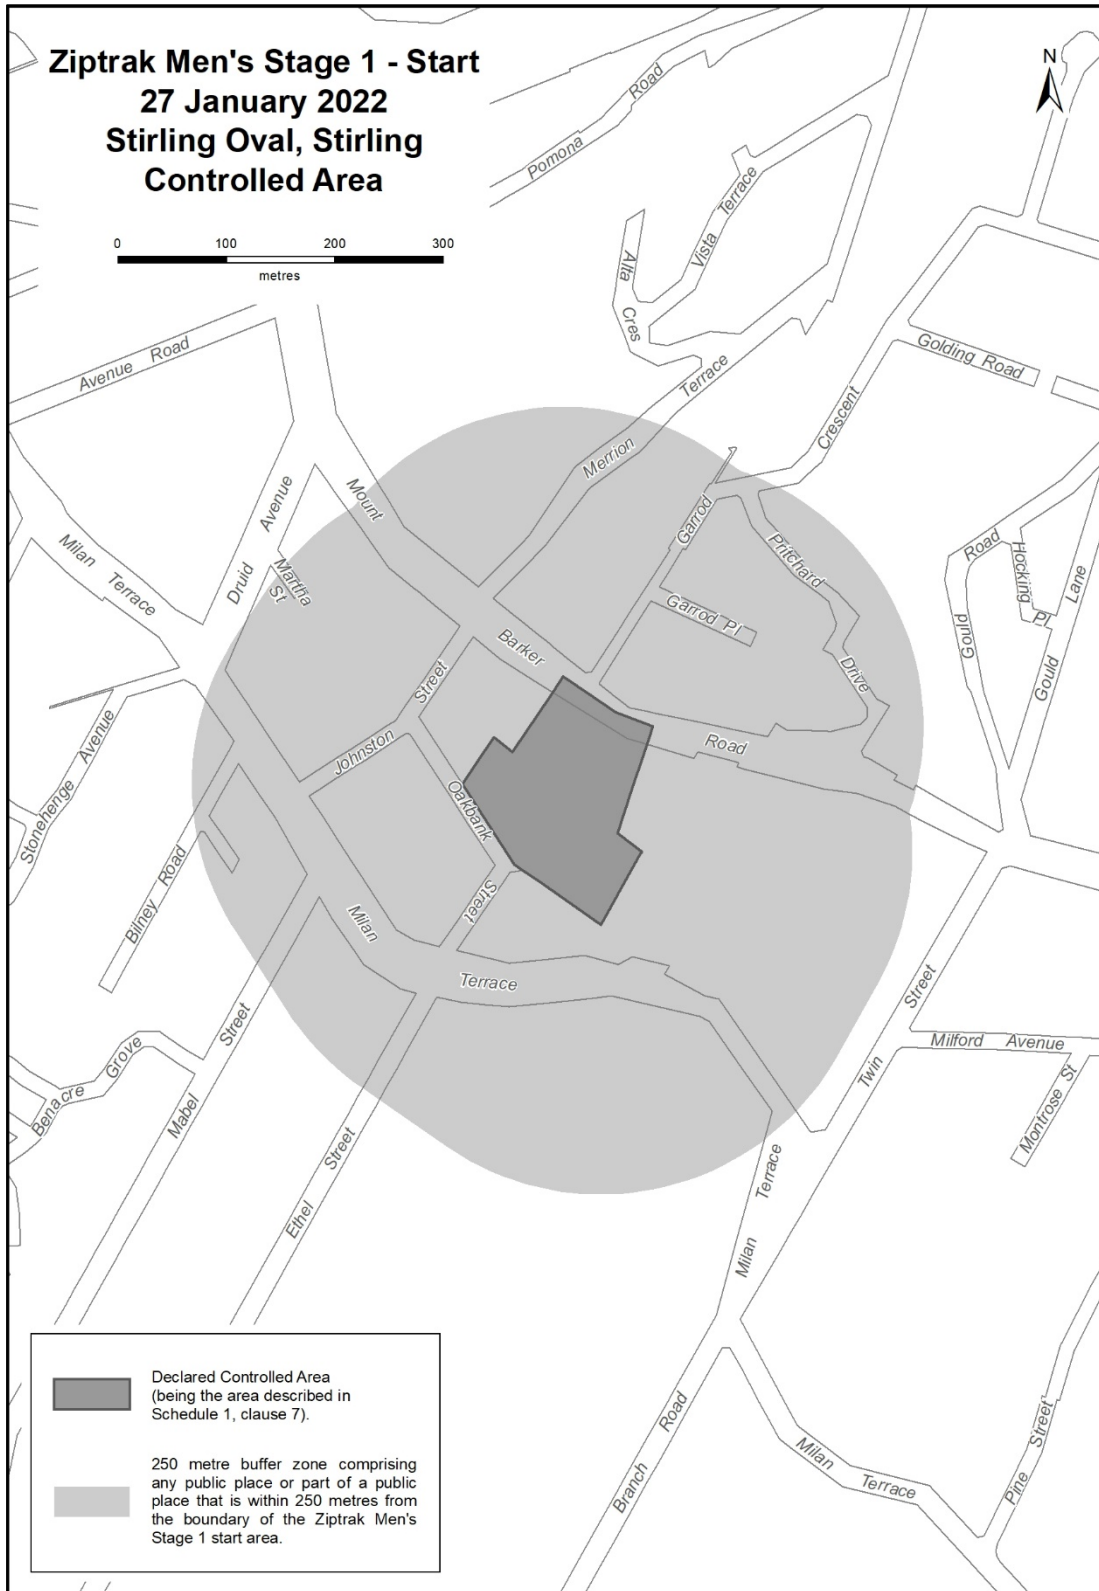 Ziptrak Men's Stage 1 - Start
27 January 2022
Stirling Oval, Stirling
Controlled Area
N
0 100 200 300
metres
Pomona Road
Vista Terrace
Alta Cres
Avenue Road
Golding Road
Merrion Terrace
Crescent
Mount
Druid Avenue
Martha St
Milan Terrace
Garrod
Pritchard
Garrod Pl
Drive
Road
Hocking Pl
Gould
Gould Lane
Barker
Road
Johnston Street
Oakbank
Street
Stonehenge Avenue
Bilney Road
Milan
Terrace
Twin Street
Milford Avenue
Montrose St
Benacre Grove
Mabel Street
Ethel Street
Milan Terrace
Branch Road
Milan Terrace
Pine Street
Declared Controlled Area
(being the area described in
Schedule 1, clause 7).
250 metre buffer zone comprising
any public place or part of a public
place that is within 250 metres from
the boundary of the Ziptrak Men's
Stage 1 start area.